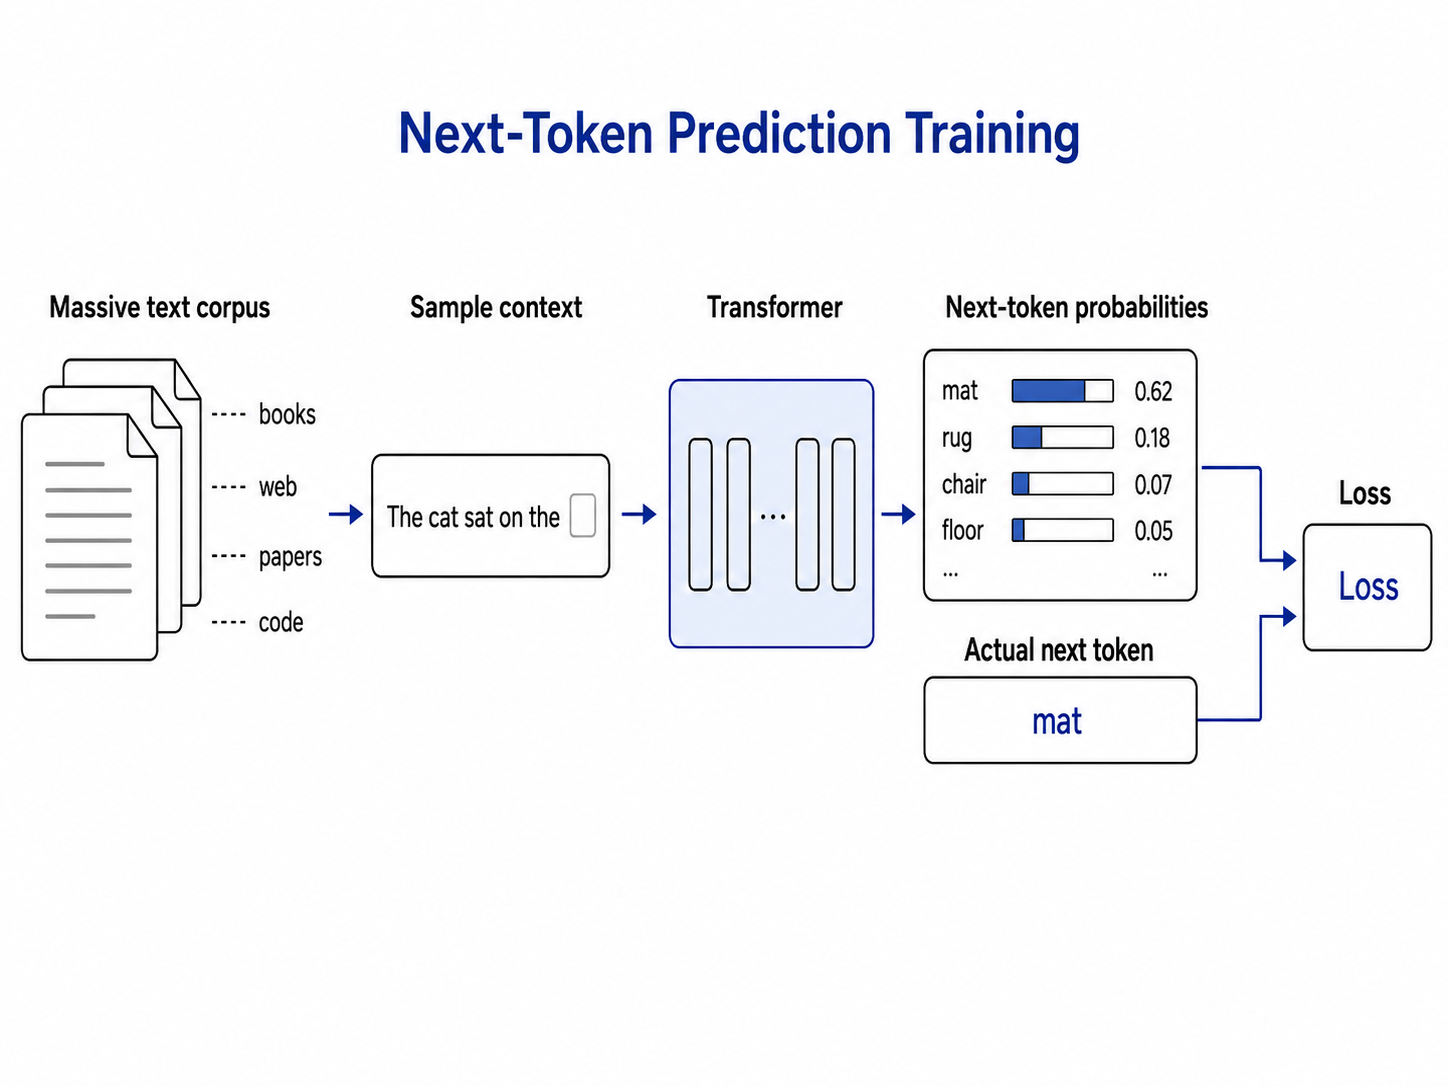 Next-Token Prediction Training
Massive text corpus
books
web
papers
code
Sample context
The cat sat on the
Transformer
...
Next-token probabilities
mat 0.62
rug 0.18
chair 0.07
floor 0.05
... ...
Actual next token
mat
Loss
Loss